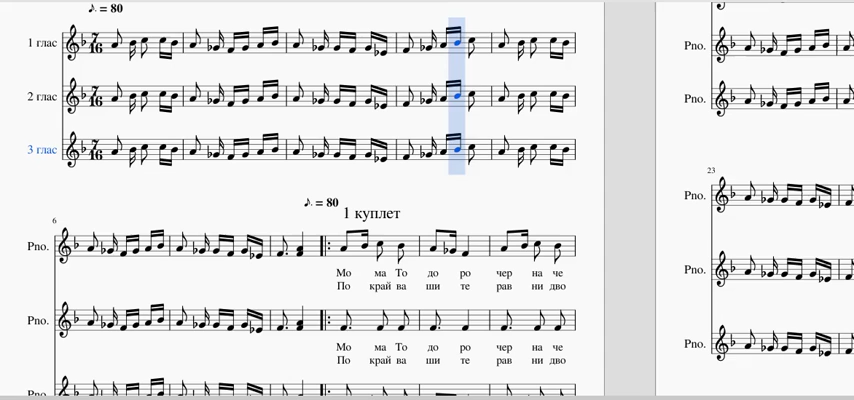 ♪. = 80
1 глас
7
16
2 глас
7
16
3 глас
7
16
♪. = 80
1 куплет
6
Pno.
Мо ма То до ро чер на че
По край ва ши те рав ни дво
Pno.
Мо ма То до ро чер на че
По край ва ши те рав ни дво
Pno.
Pno.
Pno.
23
Pno.
Pno.
Pno.